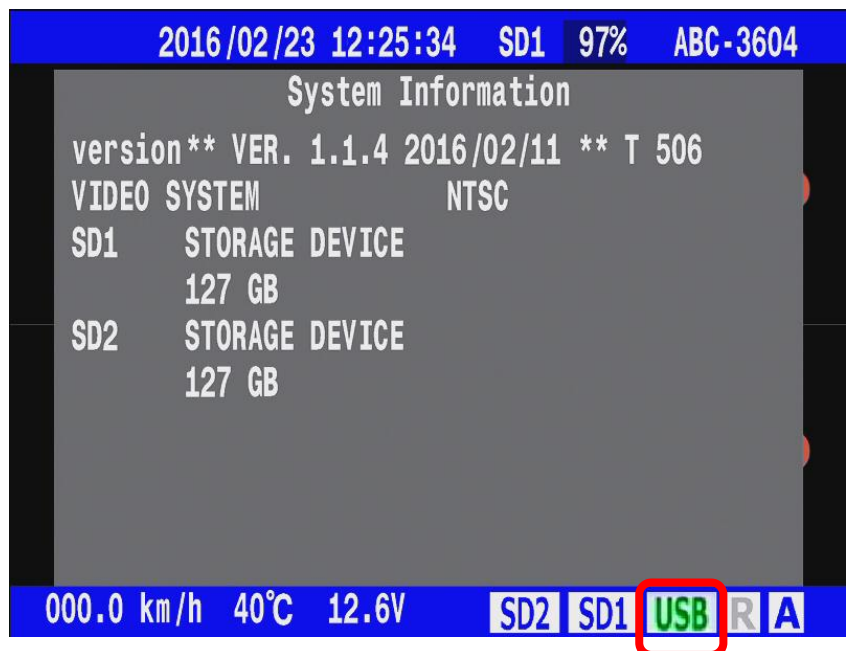 2016/02/23 12:25:34 SD1 97% ABC-3604
System Information
version** VER. 1.1.4 2016/02/11 ** T 506
VIDEO SYSTEM NTSC
SD1 STORAGE DEVICE
127 GB
SD2 STORAGE DEVICE
127 GB
000.0 km/h 40℃ 12.6V SD2 SD1 USB R A